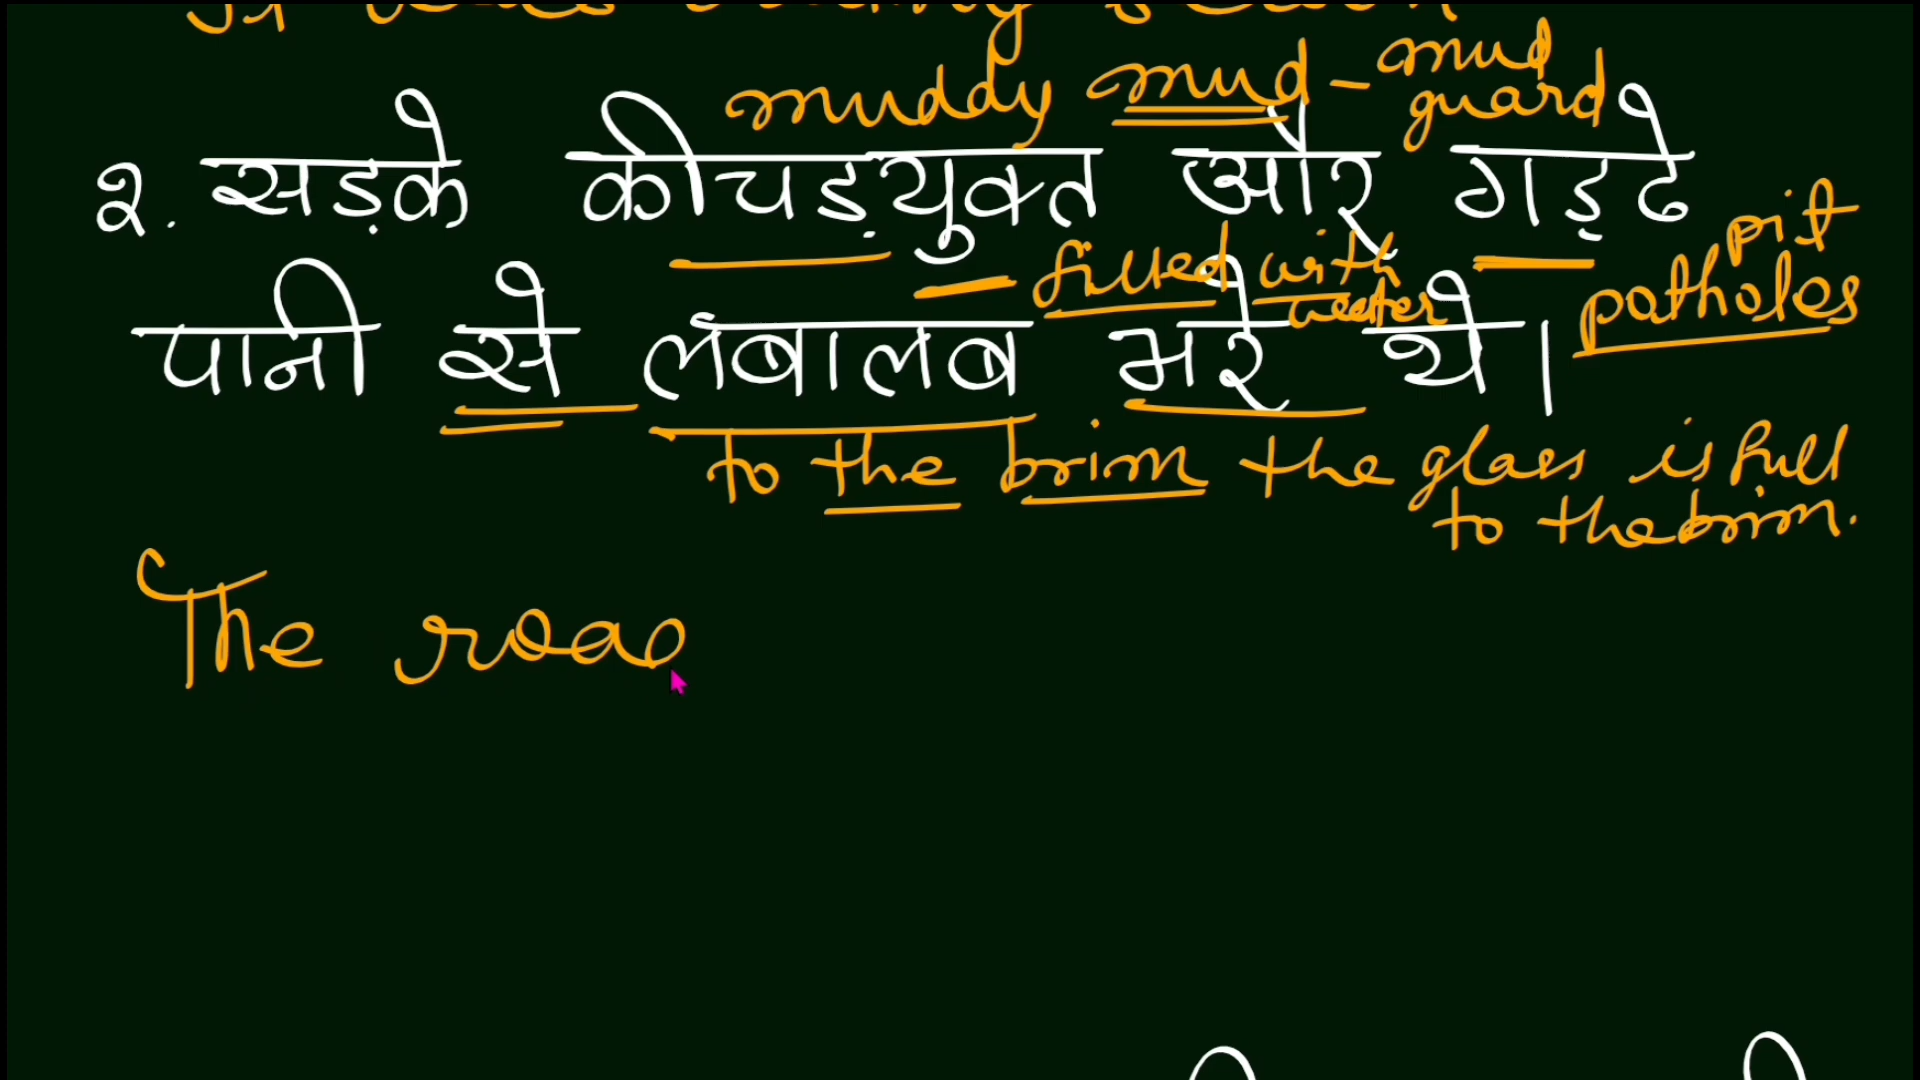 muddy mud - mud
guard
२. सड़के कीचड़युक्त और गड्ढे
pit
filled with
water
potholes
पानी से लबालब भरे थे।
to the brim the glass is full
to the brim.
The road